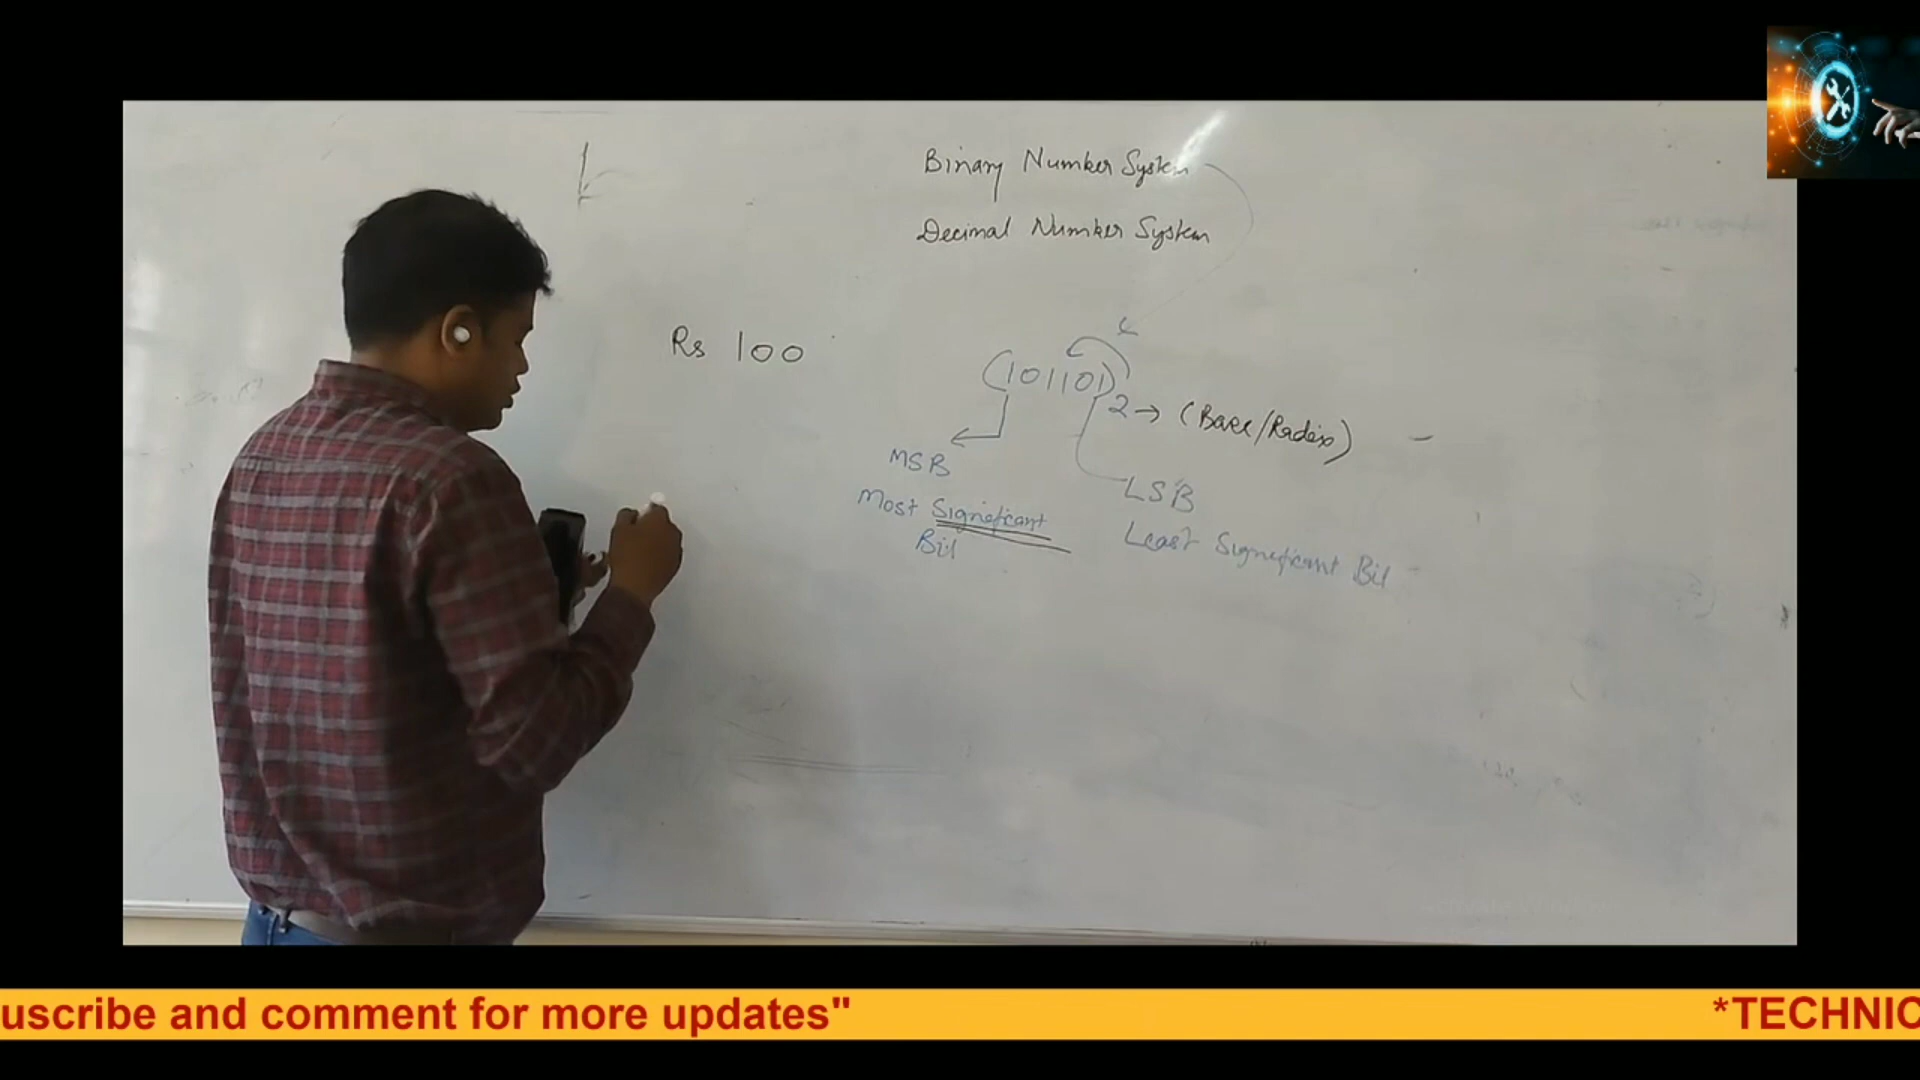 Binary Number System
Decimal Number System
Rs 100
(101101)2 → (Base/Radix)
MSB
Most Significant
Bit
LSB
Least Significant Bit
uscribe and comment for more updates"
*TECHNIC